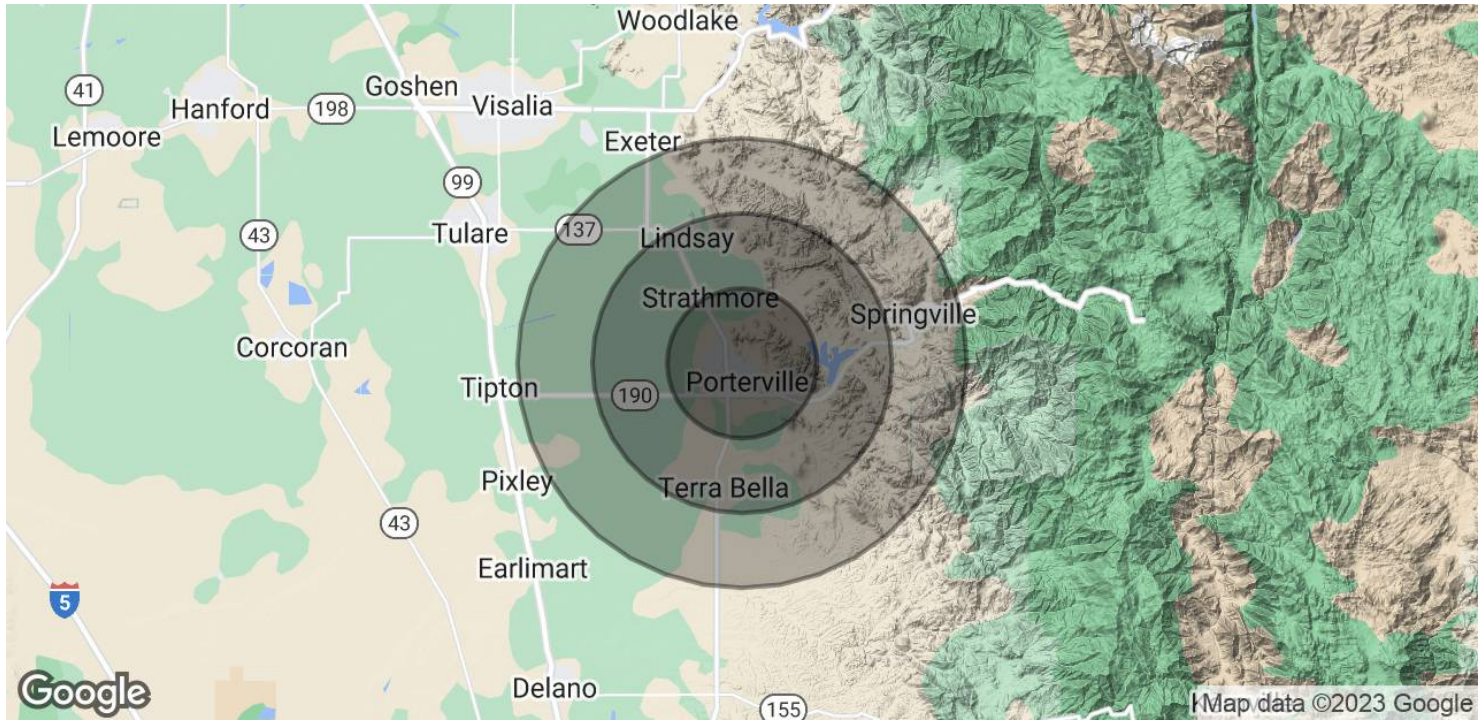 Woodlake
41
Goshen
Hanford
198
Visalia
Lemoore
Exeter
99
43
Tulare
137
Lindsay
Strathmore
Springville
Corcoran
Tipton
190
Porterville
Pixley
Terra Bella
43
Earlimart
5
Google
Delano
155
Map data ©2023 Google